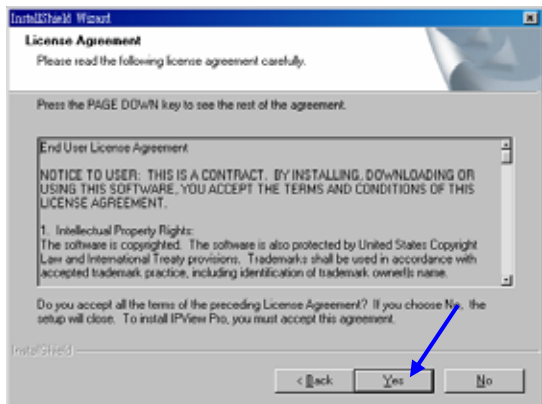 InstallShield Wizard
License Agreement
Please read the following license agreement carefully.
Press the PAGE DOWN key to see the rest of the agreement.
End User License Agreement
NOTICE TO USER: THIS IS A CONTRACT. BY INSTALLING, DOWNLOADING OR
USING THIS SOFTWARE, YOU ACCEPT THE TERMS AND CONDITIONS OF THIS
LICENSE AGREEMENT.
1. Intellectual Property Rights:
The software is copyrighted. The software is also protected by United States Copyright
Law and International Treaty provisions. Trademarks shall be used in accordance with
accepted trademark practice, including identification of trademark owner(s name.
Do you accept all the terms of the preceding License Agreement? If you choose No, the
setup will close. To install IPView Pro, you must accept this agreement.
InstallShield
< Back Yes No